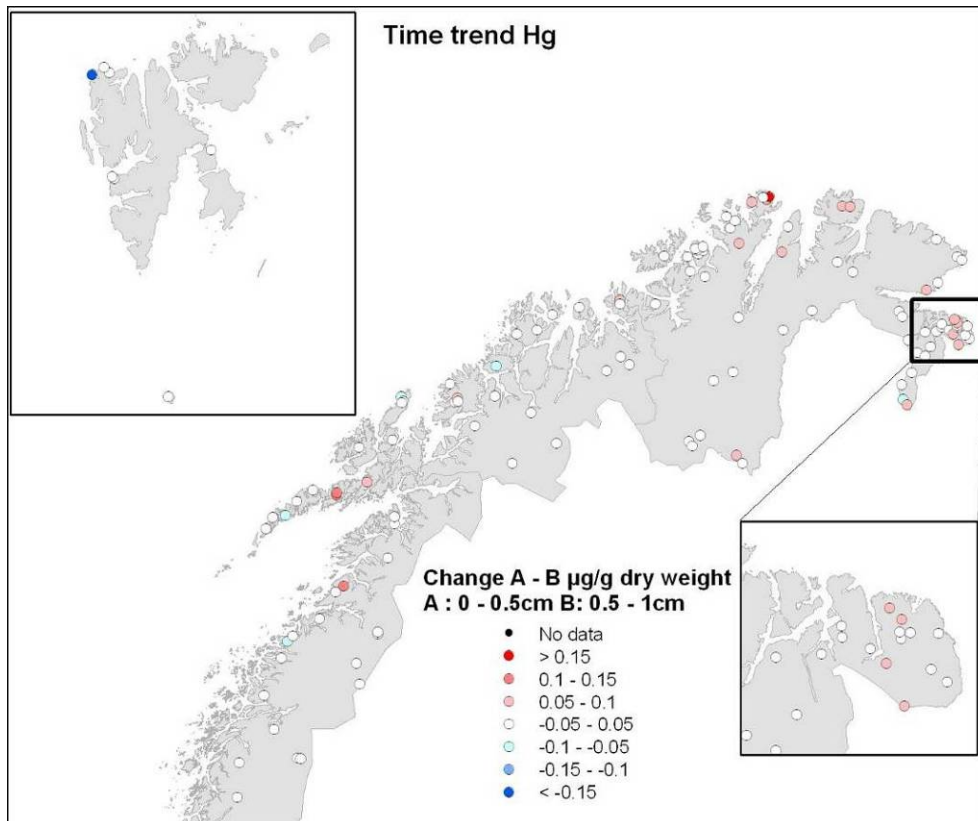 Time trend Hg
Change A - B µg/g dry weight
A : 0 - 0.5cm B: 0.5 - 1cm
No data
> 0.15
0.1 - 0.15
0.05 - 0.1
-0.05 - 0.05
-0.1 - -0.05
-0.15 - -0.1
< -0.15